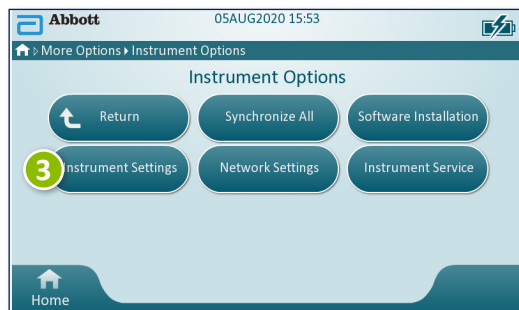 Abbott
05AUG2020 15:53
More Options Instrument Options
Instrument Options
Return
Synchronize All
Software Installation
3
Instrument Settings
Network Settings
Instrument Service
Home